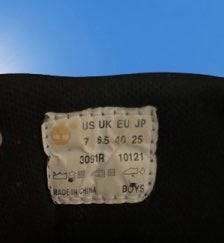 US UK EU JP
7 6.5 40 25
3091R 10121
MADE IN CHINA BOYS